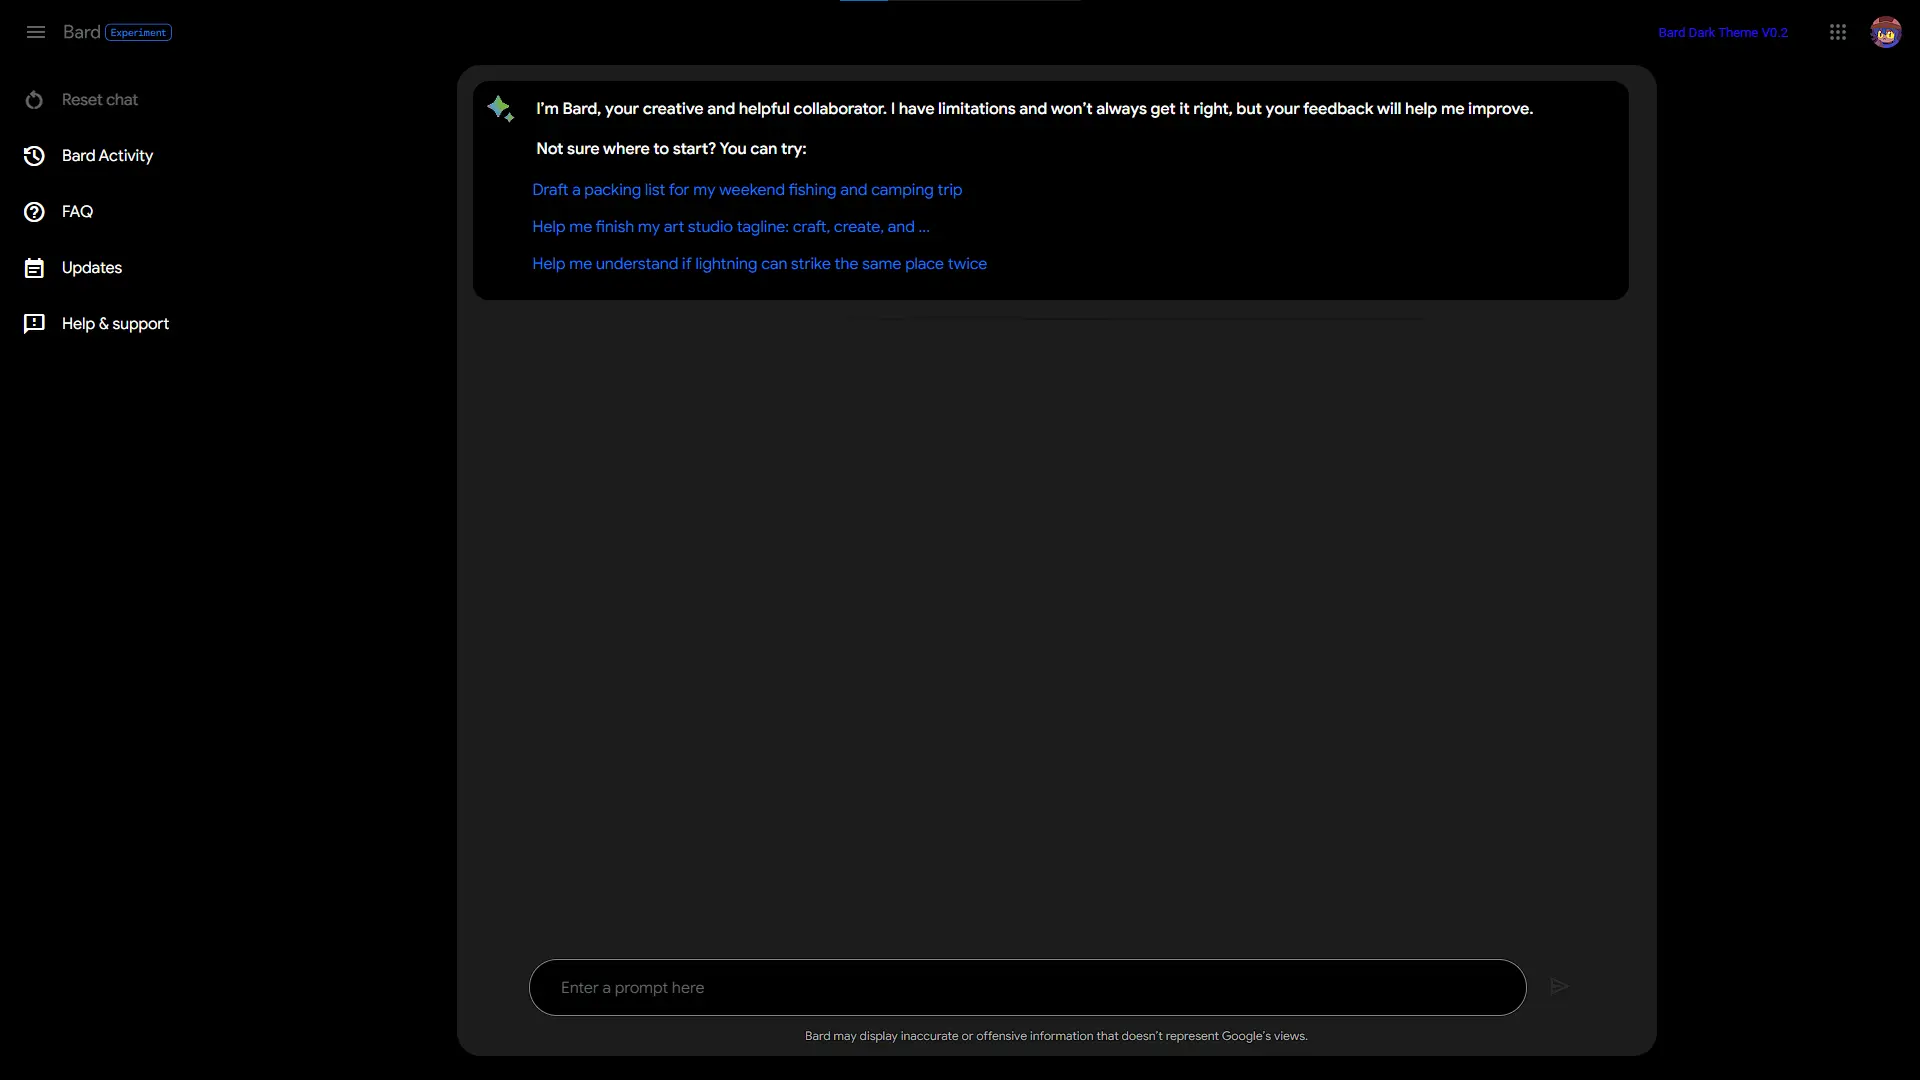 Bard Experiment
Bard Dark Theme V0.2
Reset chat
Bard Activity
FAQ
Updates
Help & support
I’m Bard, your creative and helpful collaborator. I have limitations and won’t always get it right, but your feedback will help me improve.
Not sure where to start? You can try:
Draft a packing list for my weekend fishing and camping trip
Help me finish my art studio tagline: craft, create, and ...
Help me understand if lightning can strike the same place twice
Enter a prompt here
Bard may display inaccurate or offensive information that doesn’t represent Google’s views.